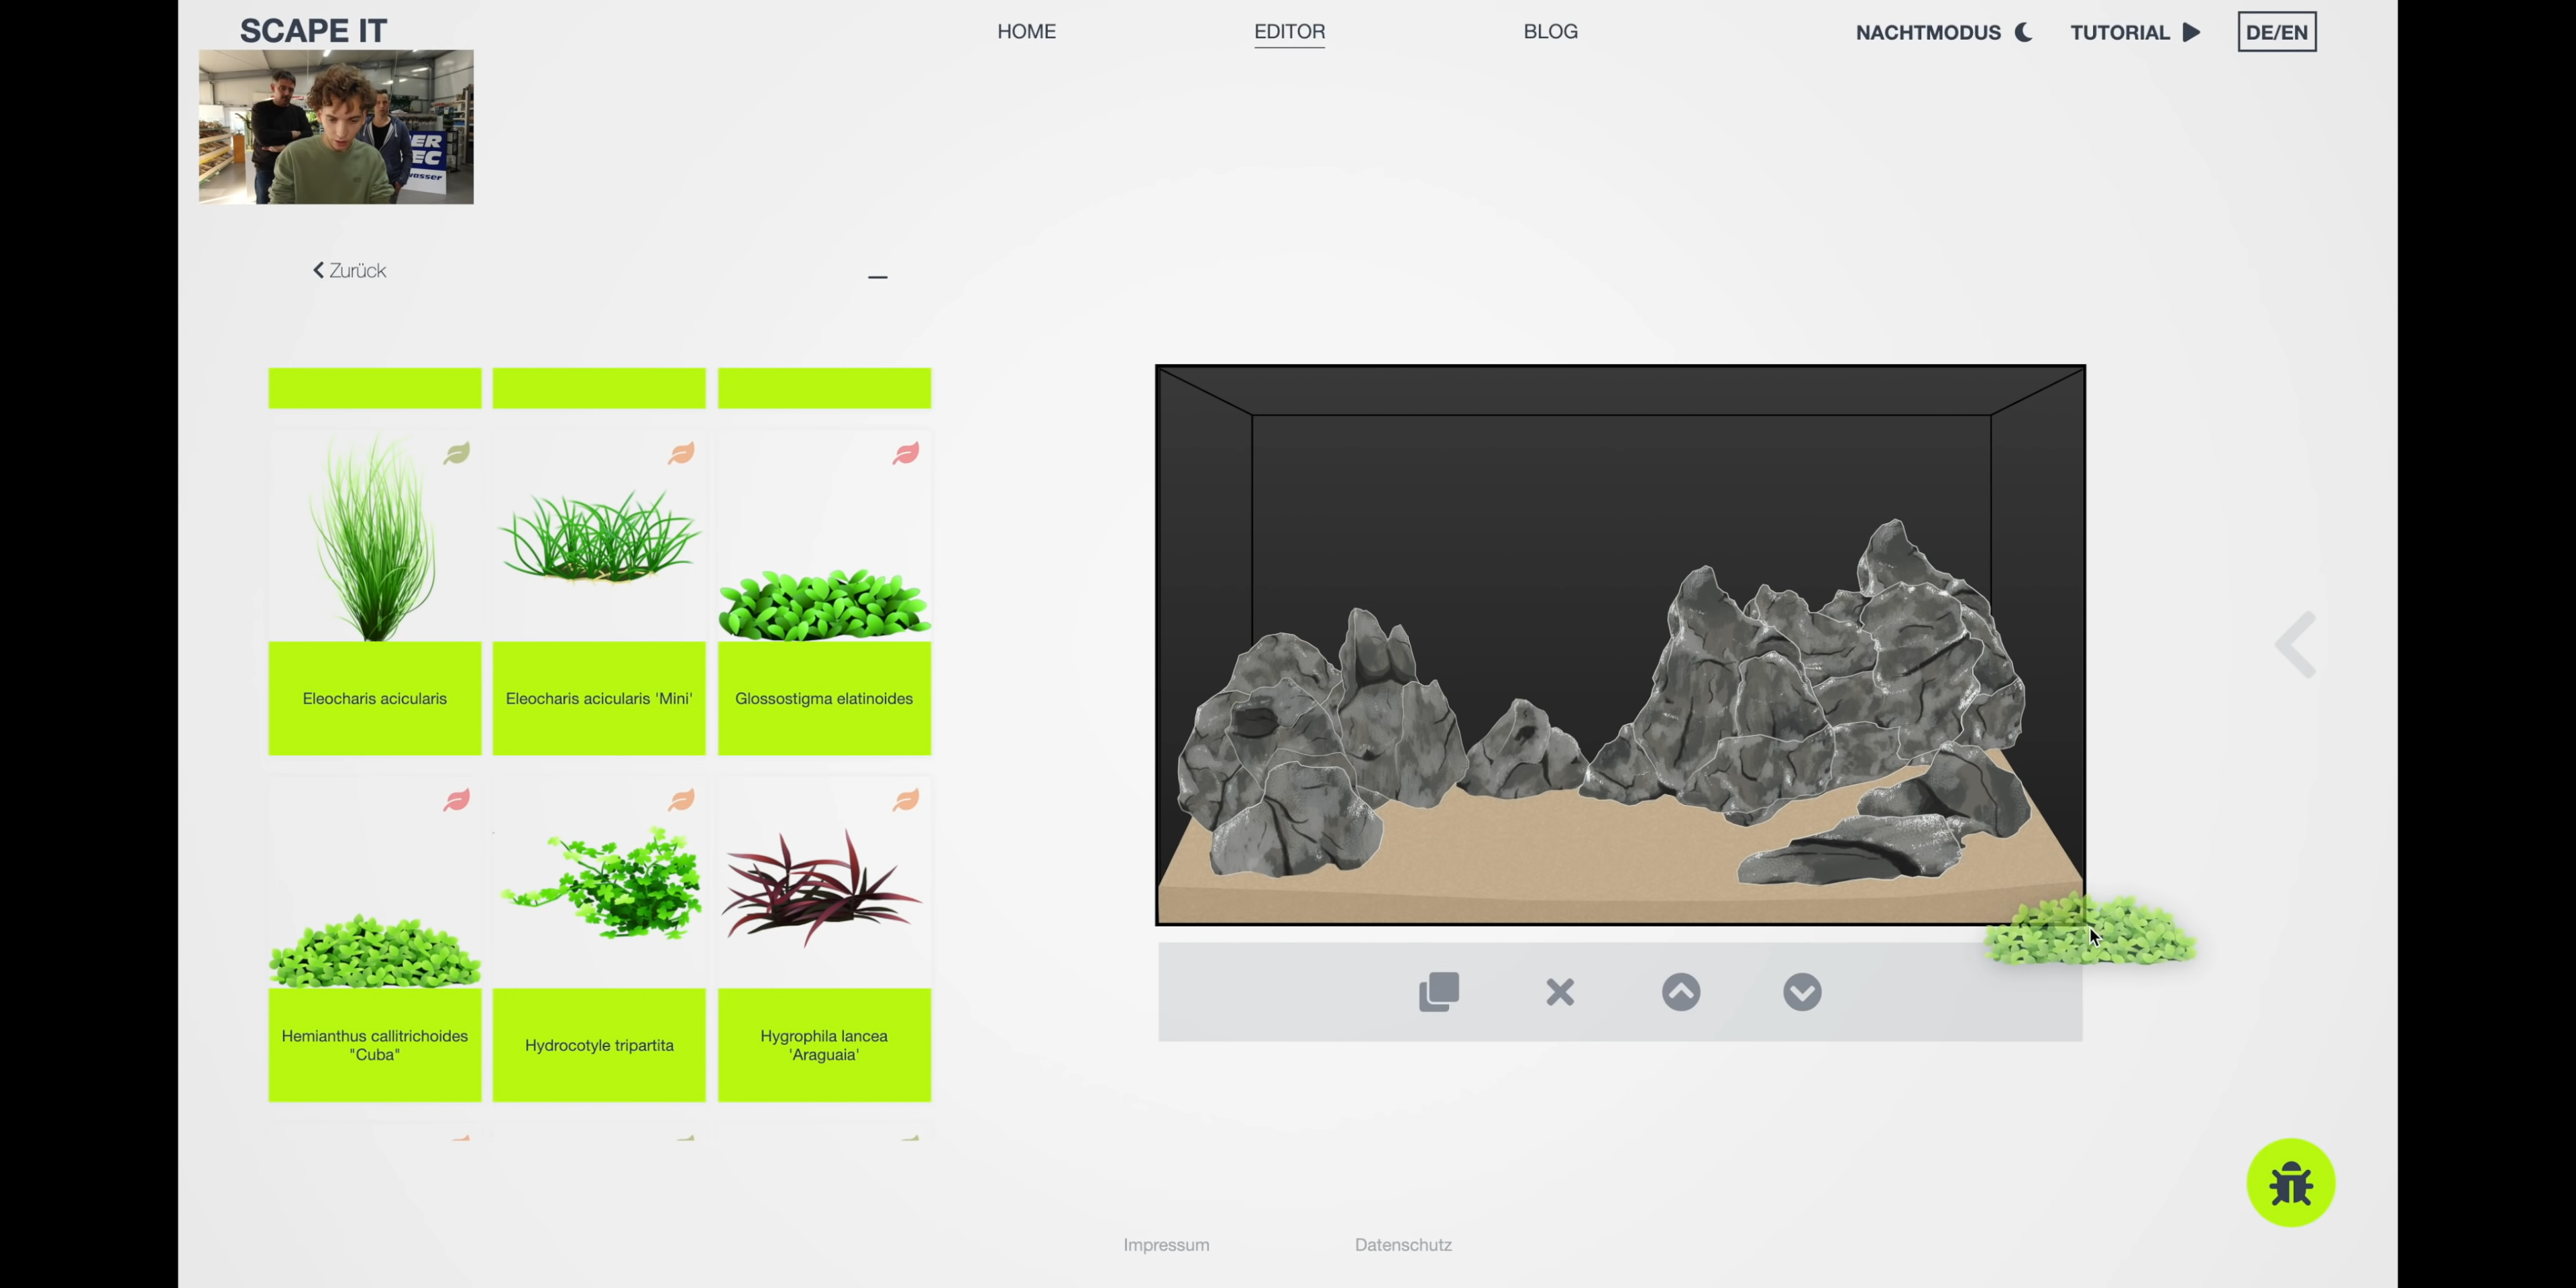 SCAPE IT
HOME
EDITOR
BLOG
NACHTMODUS
TUTORIAL
DE/EN
ER
EC
wasser
Zurück
Eleocharis acicularis
Eleocharis acicularis 'Mini'
Glossostigma elatinoides
Hemianthus callitrichoides
"Cuba"
Hydrocotyle tripartita
Hygrophila lancea
'Araguaia'
Impressum
Datenschutz